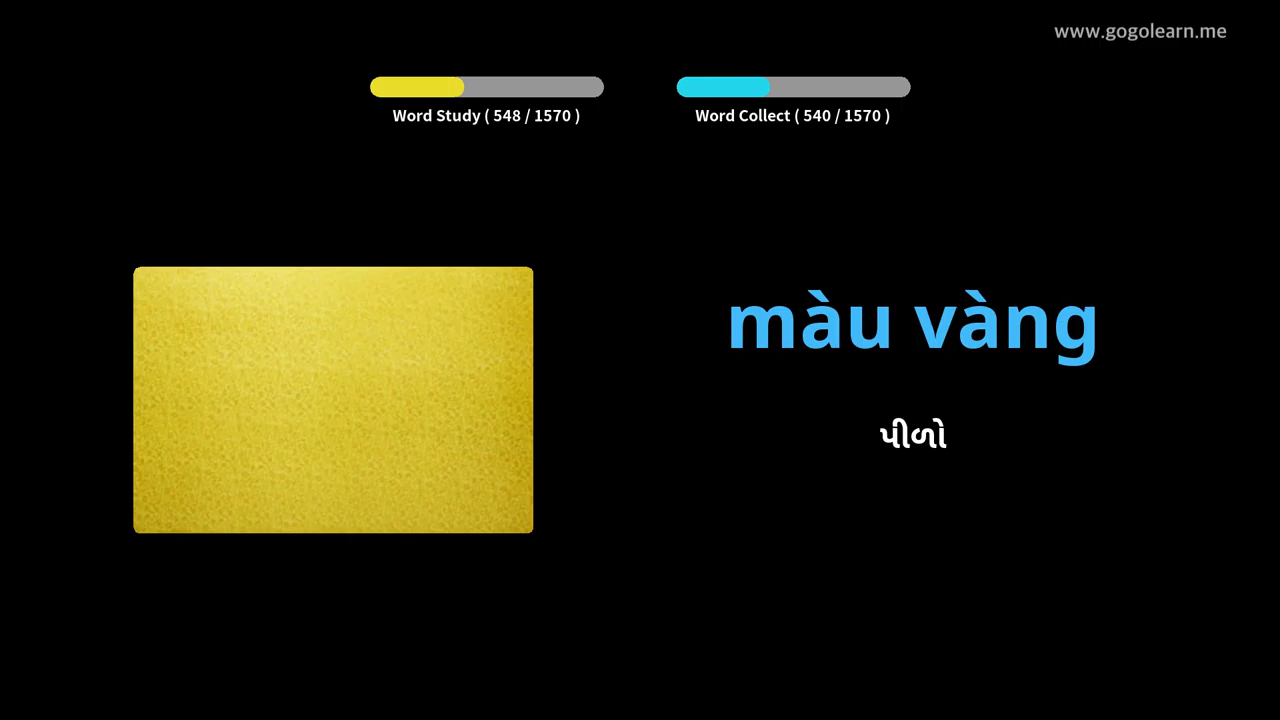 www.gogolearn.me
Word Study ( 548 / 1570 )
Word Collect ( 540 / 1570 )
màu vàng
પીળો